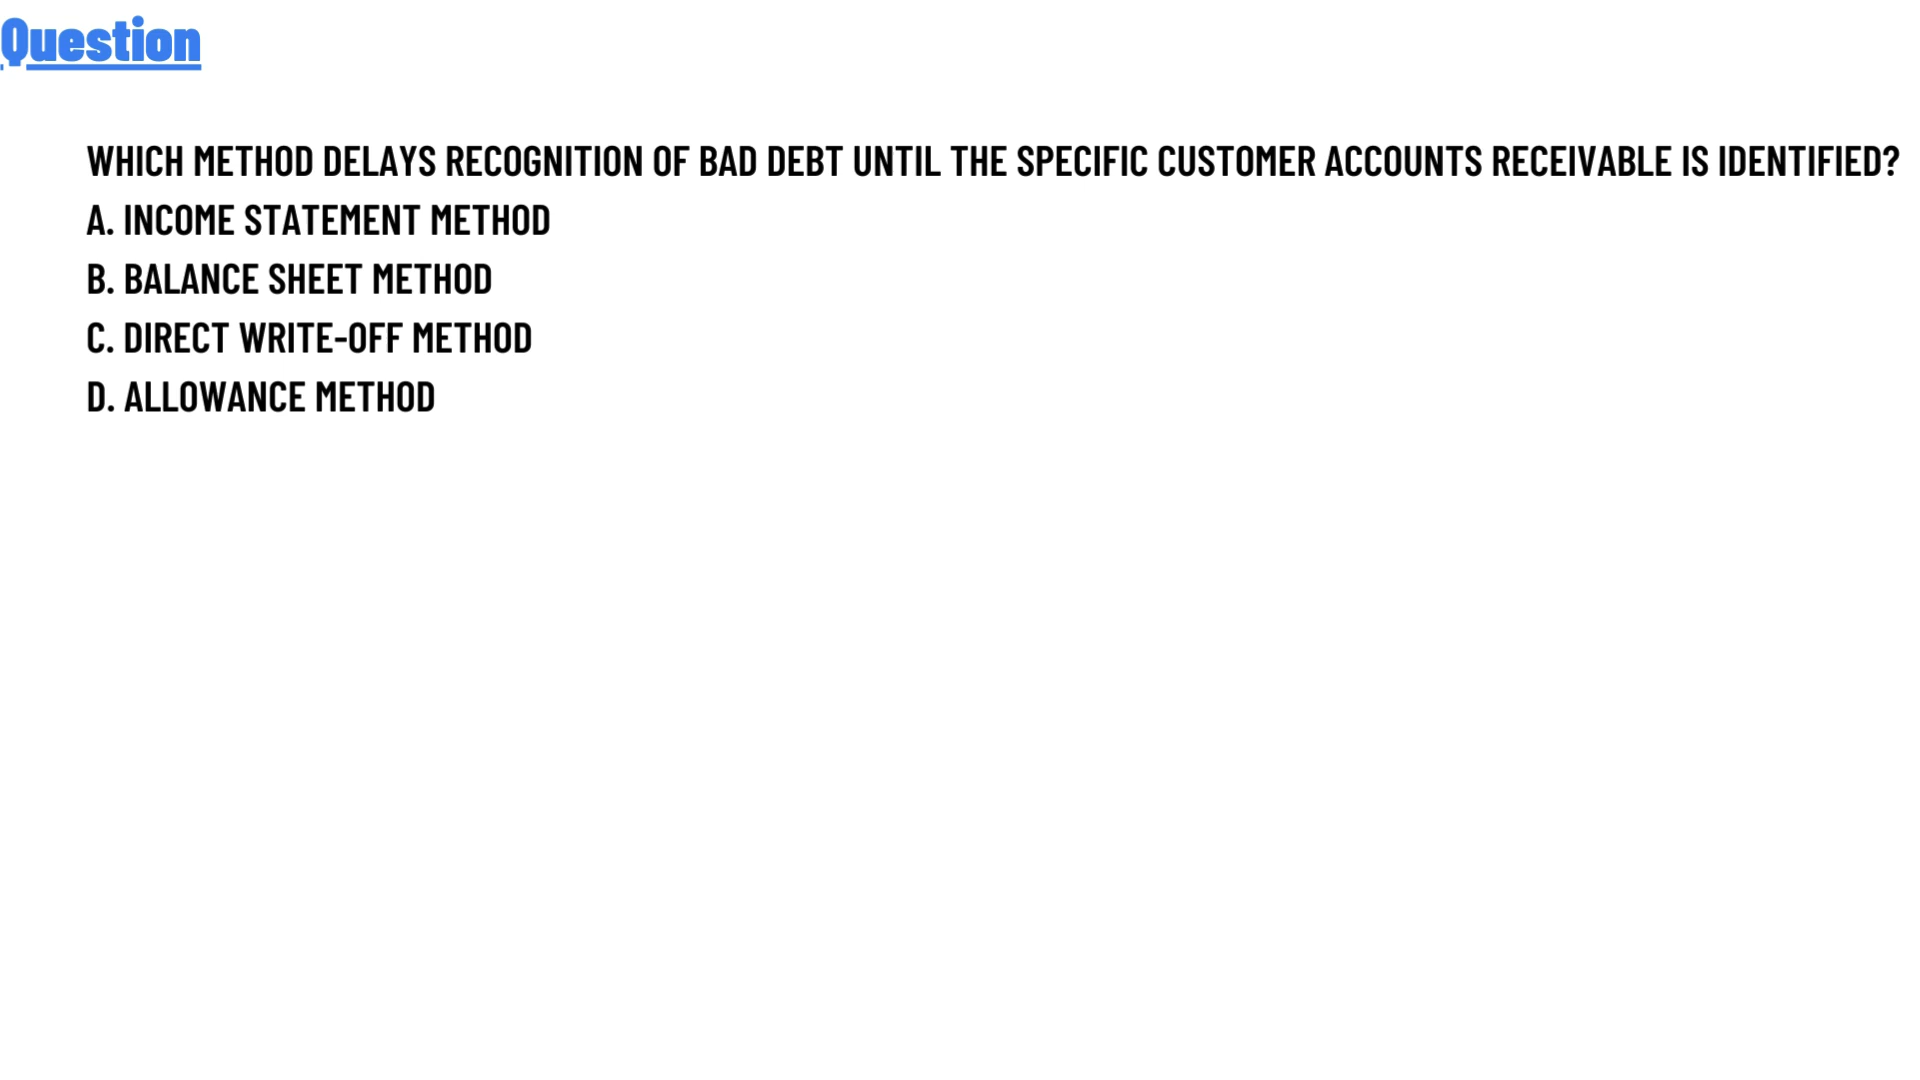 Question
WHICH METHOD DELAYS RECOGNITION OF BAD DEBT UNTIL THE SPECIFIC CUSTOMER ACCOUNTS RECEIVABLE IS IDENTIFIED?
A. INCOME STATEMENT METHOD
B. BALANCE SHEET METHOD
C. DIRECT WRITE-OFF METHOD
D. ALLOWANCE METHOD